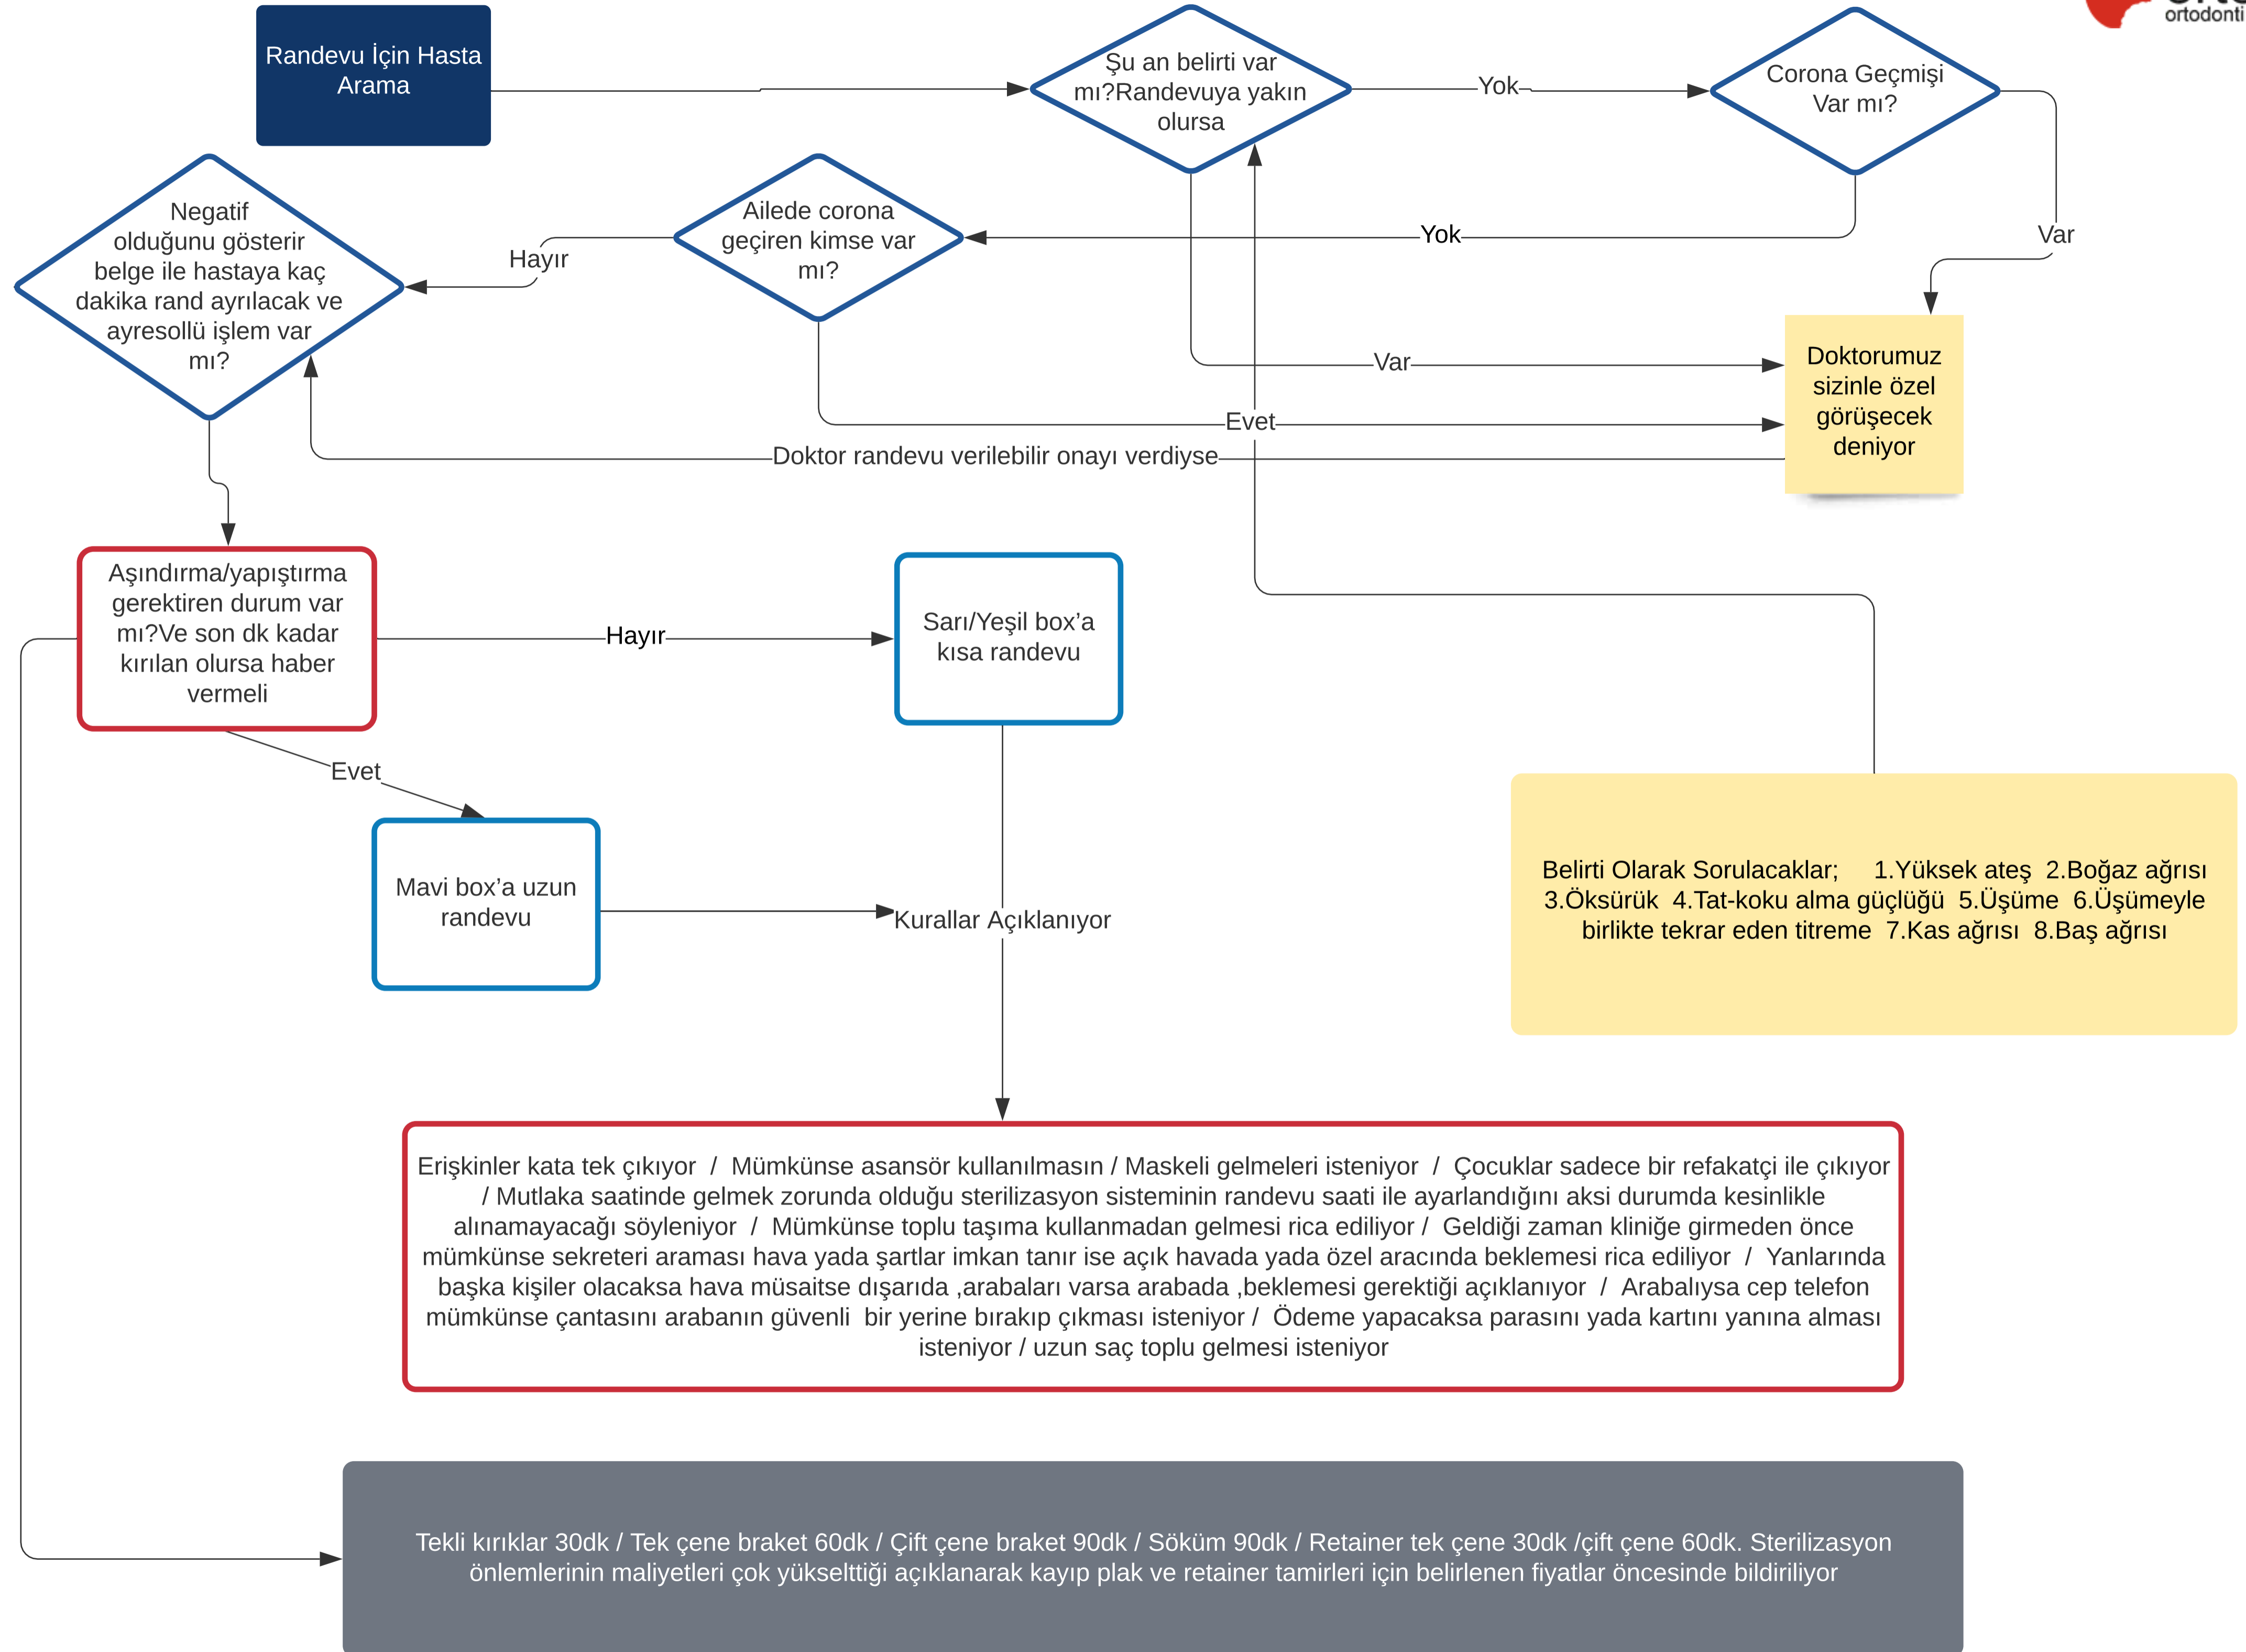 ortodonti
Randevu İçin Hasta
Arama
Şu an belirti var
mı?Randevuya yakın
olursa
Yok
Corona Geçmişi
Var mı?
Negatif
olduğunu gösterir
belge ile hastaya kaç
dakika rand ayrılacak ve
ayresollü işlem var
mı?
Hayır
Ailede corona
geçiren kimse var
mı?
Yok
Var
Var
Doktorumuz
sizinle özel
görüşecek
deniyor
Evet
Doktor randevu verilebilir onayı verdiyse
Aşındırma/yapıştırma
gerektiren durum var
mı?Ve son dk kadar
kırılan olursa haber
vermeli
Hayır
Sarı/Yeşil box’a
kısa randevu
Evet
Mavi box’a uzun
randevu
Kurallar Açıklanıyor
Belirti Olarak Sorulacaklar; 1.Yüksek ateş 2.Boğaz ağrısı
3.Öksürük 4.Tat-koku alma güçlüğü 5.Üşüme 6.Üşümeyle
birlikte tekrar eden titreme 7.Kas ağrısı 8.Baş ağrısı
Erişkinler kata tek çıkıyor / Mümkünse asansör kullanılmasın / Maskeli gelmeleri isteniyor / Çocuklar sadece bir refakatçi ile çıkıyor
/ Mutlaka saatinde gelmek zorunda olduğu sterilizasyon sisteminin randevu saati ile ayarlandığını aksi durumda kesinlikle
alınamayacağı söyleniyor / Mümkünse toplu taşıma kullanmadan gelmesi rica ediliyor / Geldiği zaman kliniğe girmeden önce
mümkünse sekreteri araması hava yada şartlar imkan tanır ise açık havada yada özel aracında beklemesi rica ediliyor / Yanlarında
başka kişiler olacaksa hava müsaitse dışarıda ,arabaları varsa arabada ,beklemesi gerektiği açıklanıyor / Arabalıysa cep telefon
mümkünse çantasını arabanın güvenli bir yerine bırakıp çıkması isteniyor / Ödeme yapacaksa parasını yada kartını yanına alması
isteniyor / uzun saç toplu gelmesi isteniyor
Tekli kırıklar 30dk / Tek çene braket 60dk / Çift çene braket 90dk / Söküm 90dk / Retainer tek çene 30dk /çift çene 60dk. Sterilizasyon
önlemlerinin maliyetleri çok yükselttiği açıklanarak kayıp plak ve retainer tamirleri için belirlenen fiyatlar öncesinde bildiriliyor